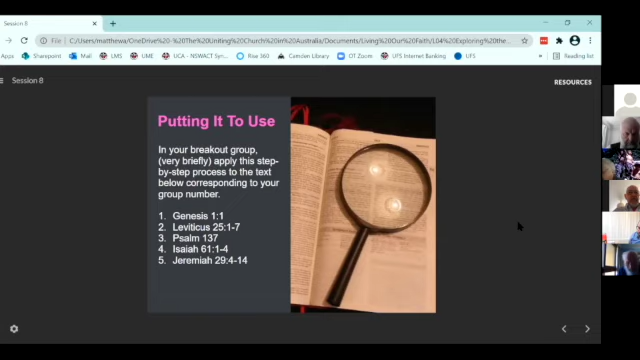 Session 8
File
C:/Users/matthewa/OneDrive%20-%20The%20Uniting%20Church%20in%20Australia/Documents/Living%20Our%20Faith/L04%20Exploring%20the...
Apps
Sharepoint
Mail
LMS
UME
UCA - NSWACT Syn...
Rise 360
Camden Library
OT Zoom
UFS Internet Banking
UFS
Reading list
Session 8
RESOURCES
Putting It To Use
In your breakout group,
(very briefly) apply this step-
by-step process to the text
below corresponding to your
group number.
1. Genesis 1:1
2. Leviticus 25:1-7
3. Psalm 137
4. Isaiah 61:1-4
5. Jeremiah 29:4-14